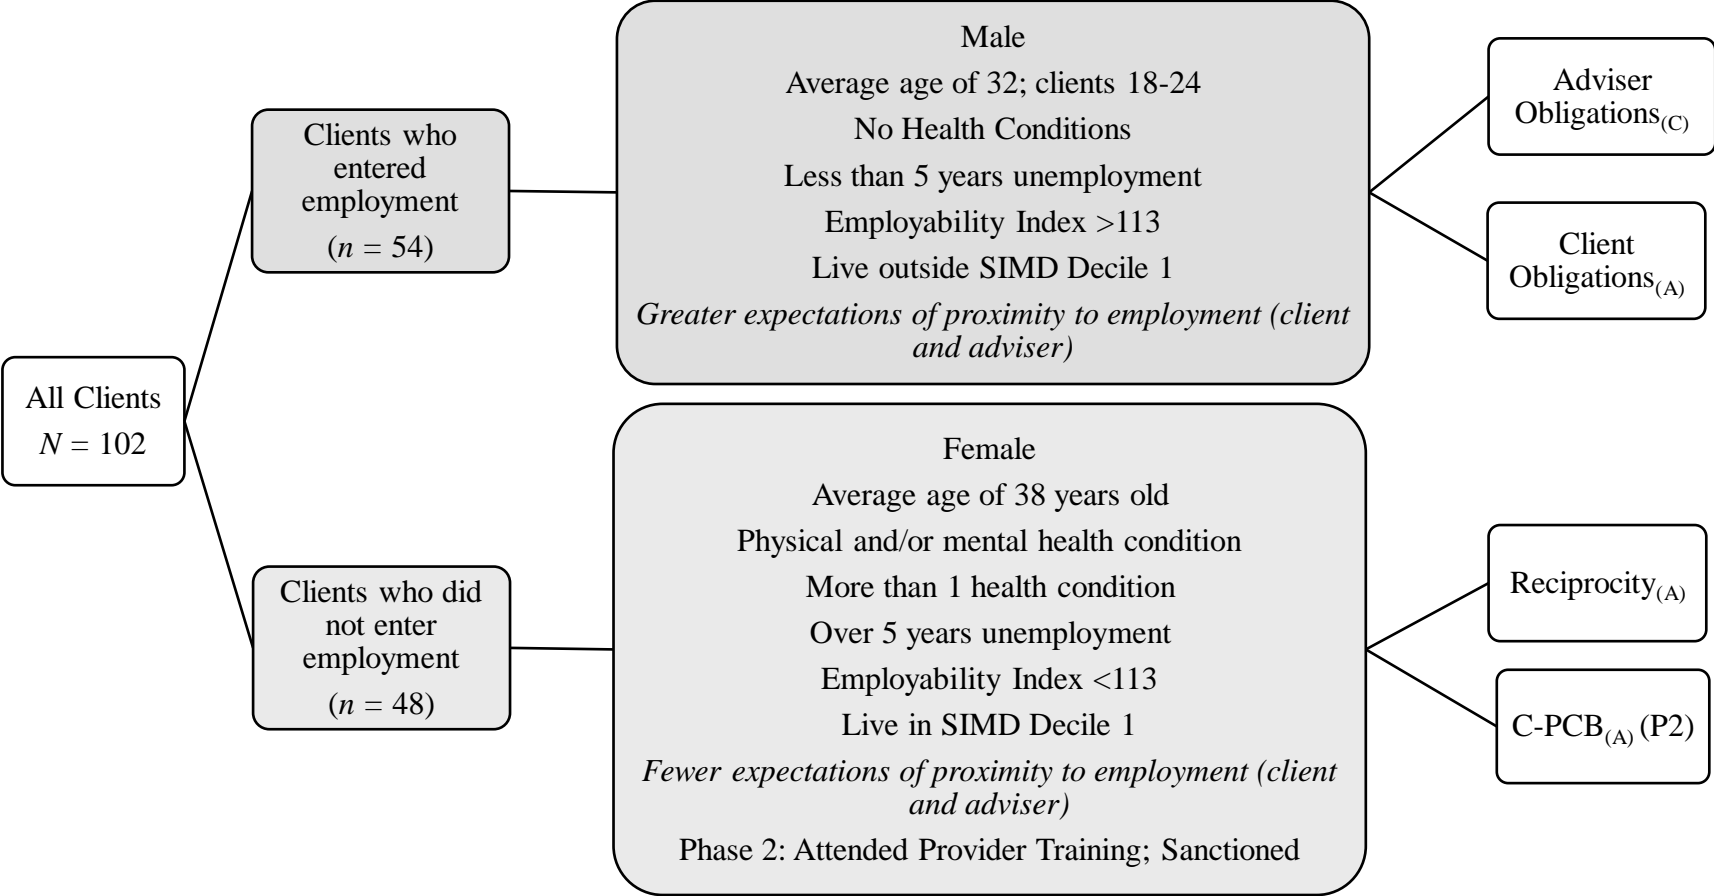 All Clients
N = 102
Clients who
entered
employment
(n = 54)
Male
Average age of 32; clients 18-24
No Health Conditions
Less than 5 years unemployment
Employability Index >113
Live outside SIMD Decile 1
Greater expectations of proximity to employment (client
and adviser)
Adviser
Obligations(C)
Client
Obligations(A)
Clients who did
not enter
employment
(n = 48)
Female
Average age of 38 years old
Physical and/or mental health condition
More than 1 health condition
Over 5 years unemployment
Employability Index <113
Live in SIMD Decile 1
Fewer expectations of proximity to employment (client
and adviser)
Phase 2: Attended Provider Training; Sanctioned
Reciprocity(A)
C-PCB(A) (P2)